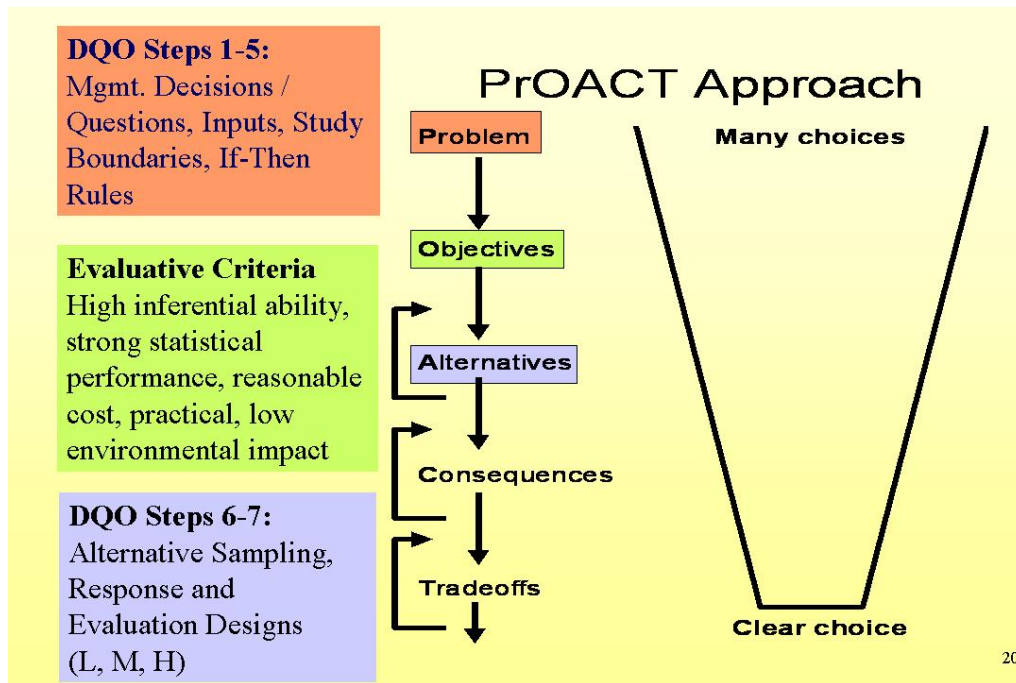 DQO Steps 1-5:
Mgmt. Decisions /
Questions, Inputs, Study
Boundaries, If-Then
Rules
Evaluative Criteria
High inferential ability,
strong statistical
performance, reasonable
cost, practical, low
environmental impact
DQO Steps 6-7:
Alternative Sampling,
Response and
Evaluation Designs
(L, M, H)
PrOACT Approach
Problem
Objectives
Alternatives
Consequences
Tradeoffs
Many choices
Clear choice
20